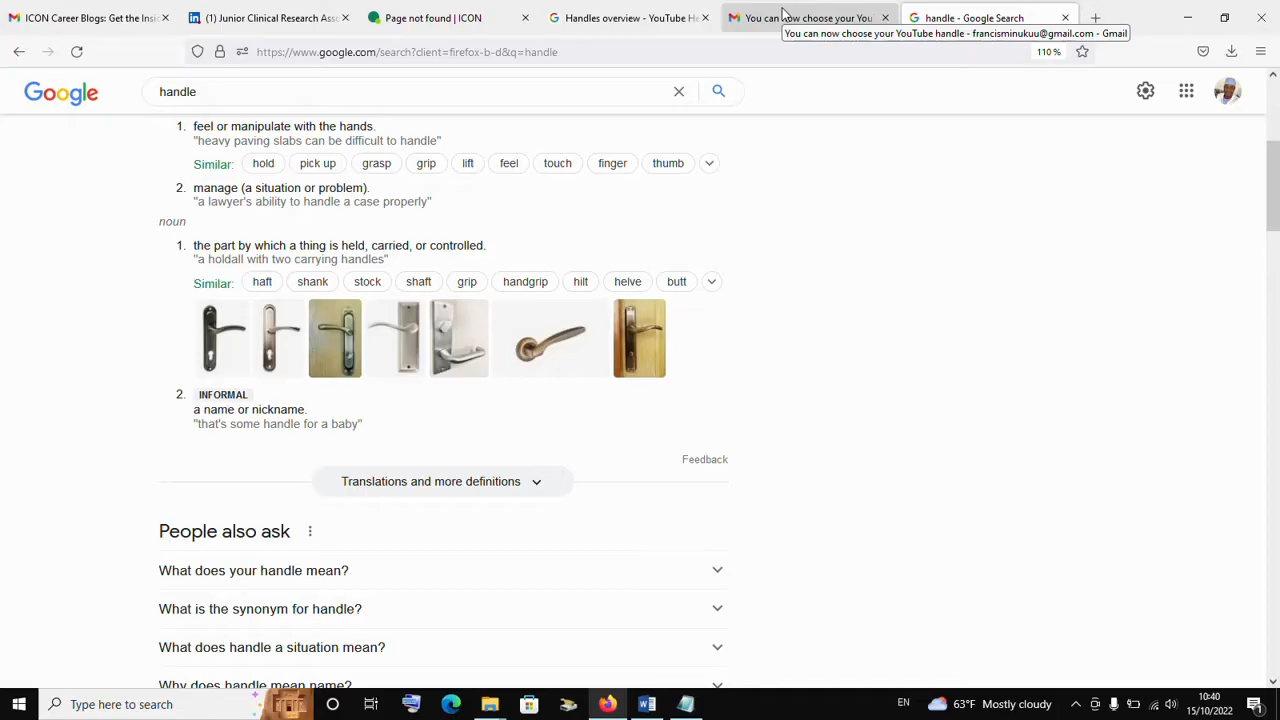 ICON Career Blogs: Get the Insi
(1) Junior Clinical Research Asso
Page not found | ICON
Handles overview - YouTube He
You can now choose your You
handle - Google Search
You can now choose your YouTube handle - francisminukuu@gmail.com - Gmail
https://www.google.com/search?client=firefox-b-d&q=handle
110%
Google
handle
1. feel or manipulate with the hands.
"heavy paving slabs can be difficult to handle"
Similar: hold pick up grasp grip lift feel touch finger thumb
2. manage (a situation or problem).
"a lawyer's ability to handle a case properly"
noun
1. the part by which a thing is held, carried, or controlled.
"a holdall with two carrying handles"
Similar: haft shank stock shaft grip handgrip hilt helve butt
2. INFORMAL
a name or nickname.
"that's some handle for a baby"
Feedback
Translations and more definitions
People also ask
What does your handle mean?
What is the synonym for handle?
What does handle a situation mean?
Why does handle mean name?
Type here to search
EN
63°F Mostly cloudy
10:40
15/10/2022